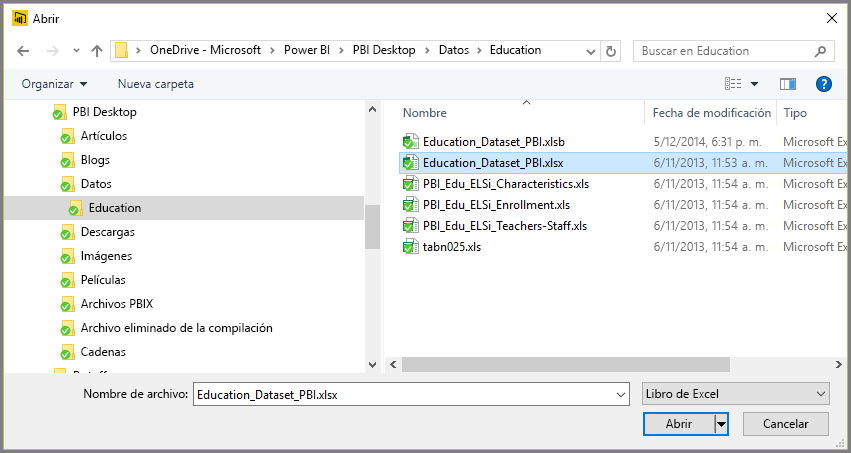 Abrir
OneDrive - Microsoft > Power BI > PBI Desktop > Datos > Education
Buscar en Education
Organizar
Nueva carpeta
PBI Desktop
Artículos
Blogs
Datos
Education
Descargas
Imágenes
Películas
Archivos PBIX
Archivo eliminado de la compilación
Cadenas
Nombre Fecha de modificación Tipo
Education_Dataset_PBI.xlsb 5/12/2014, 6:31 p. m. Microsoft Ex
Education_Dataset_PBI.xlsx 6/11/2013, 11:53 a. m. Microsoft Ex
PBI_Edu_ELSi_Characteristics.xls 6/11/2013, 11:54 a. m. Microsoft Ex
PBI_Edu_ELSi_Enrollment.xls 6/11/2013, 11:54 a. m. Microsoft Ex
PBI_Edu_ELSi_Teachers-Staff.xls 6/11/2013, 11:54 a. m. Microsoft Ex
tabn025.xls 6/11/2013, 11:54 a. m. Microsoft Ex
Nombre de archivo: Education_Dataset_PBI.xlsx
Libro de Excel
Abrir
Cancelar